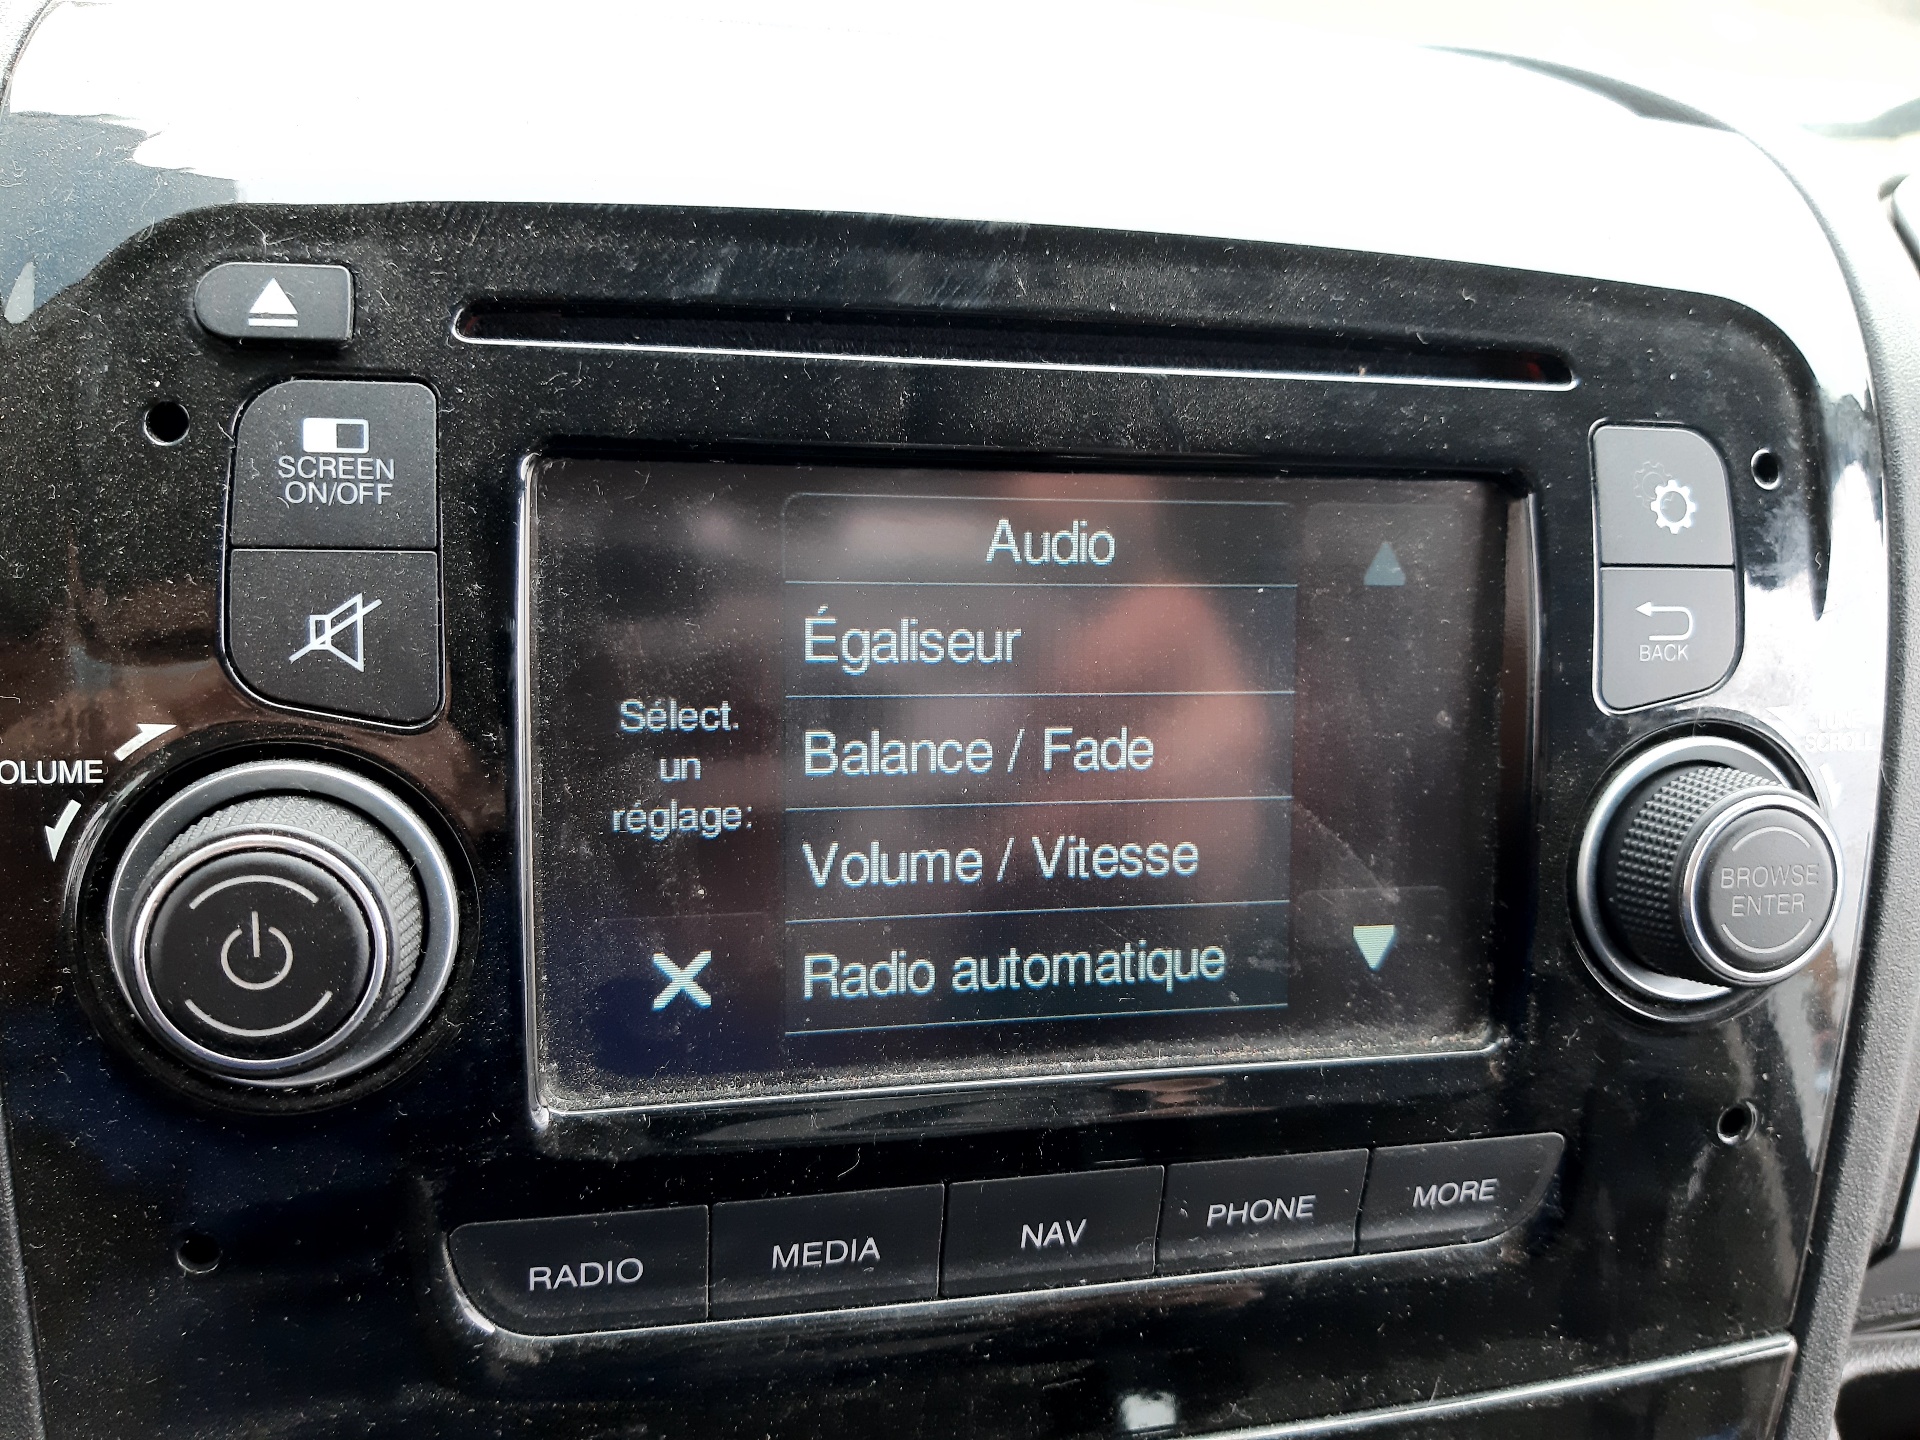 SCREEN
ON/OFF
OLUME
Audio
Égaliseur
Balance / Fade
Volume / Vitesse
Radio automatique
Sélect.
un
réglage:
BACK
SCROLL
BROWSE
ENTER
RADIO
MEDIA
NAV
PHONE
MORE